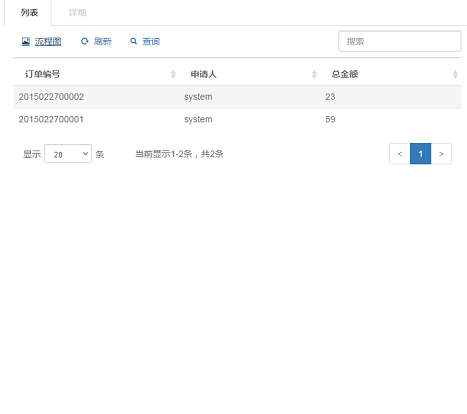 列表 详细
流程图 刷新 查询 搜索
订单编号 申请人 总金额
2015022700002 system 23
2015022700001 system 59
显示 20 条 当前显示1-2条，共2条 < 1 >